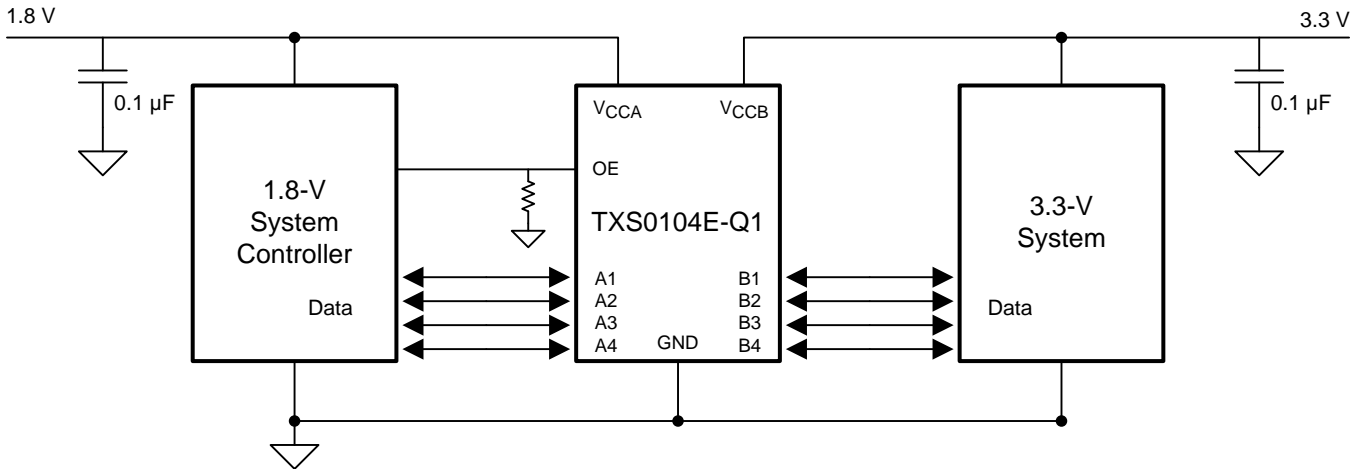 1.8 V
3.3 V
0.1 µF
0.1 µF
VCCA
VCCB
OE
1.8-V
System
Controller
TXS0104E-Q1
3.3-V
System
Data
A1
A2
A3
A4
GND
B1
B2
B3
B4
Data